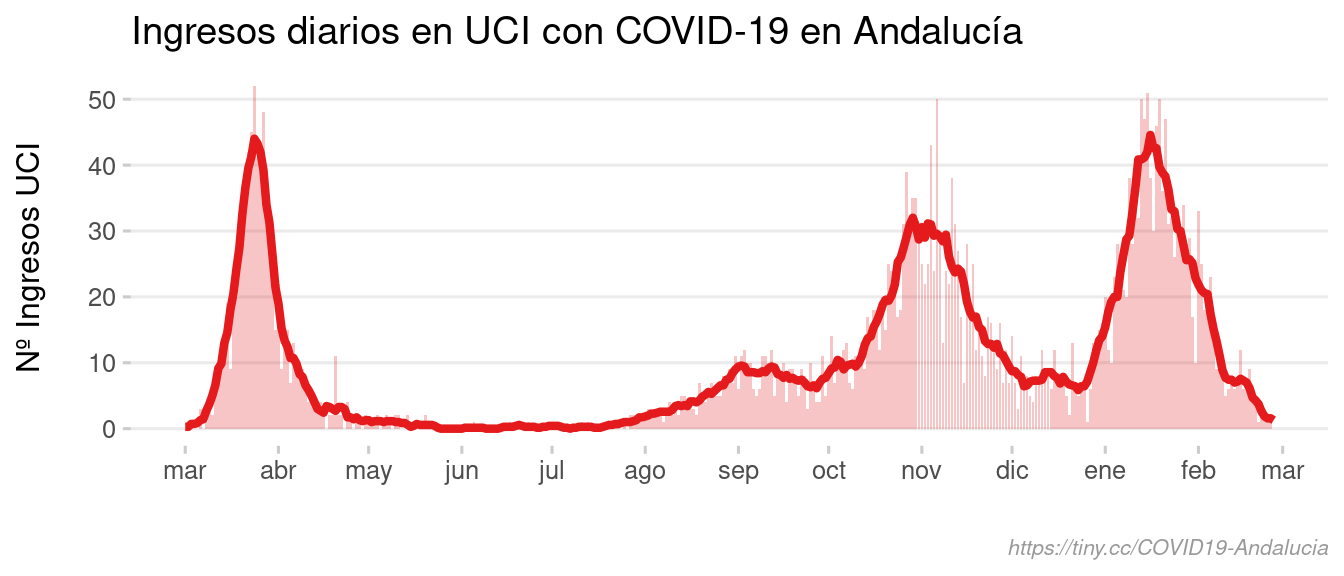 Ingresos diarios en UCI con COVID-19 en Andalucía
Nº Ingresos UCI
50
40
30
20
10
0
mar abr may jun jul ago sep oct nov dic ene feb mar
https://tiny.cc/COVID19-Andalucia